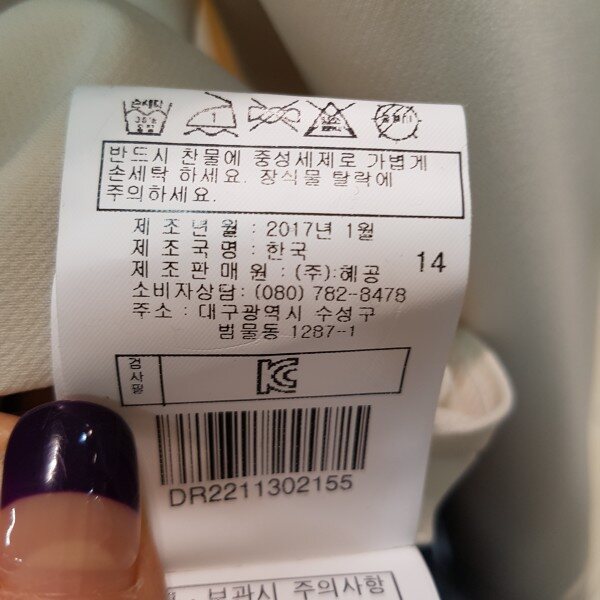 손세탁
30℃
중성
1
반드시 찬물에 중성세제로 가볍게
손세탁 하세요. 장식물 탈락에
주의하세요.
제 조 년 월 : 2017년 1월
제 조 국 명 : 한국
제 조 판 매 원 : (주)혜공
14
소비자상담: (080) 782-8478
주소 : 대구광역시 수성구
범물동 1287-1
검사필
KC
DR2211302155
보관시 주의사항